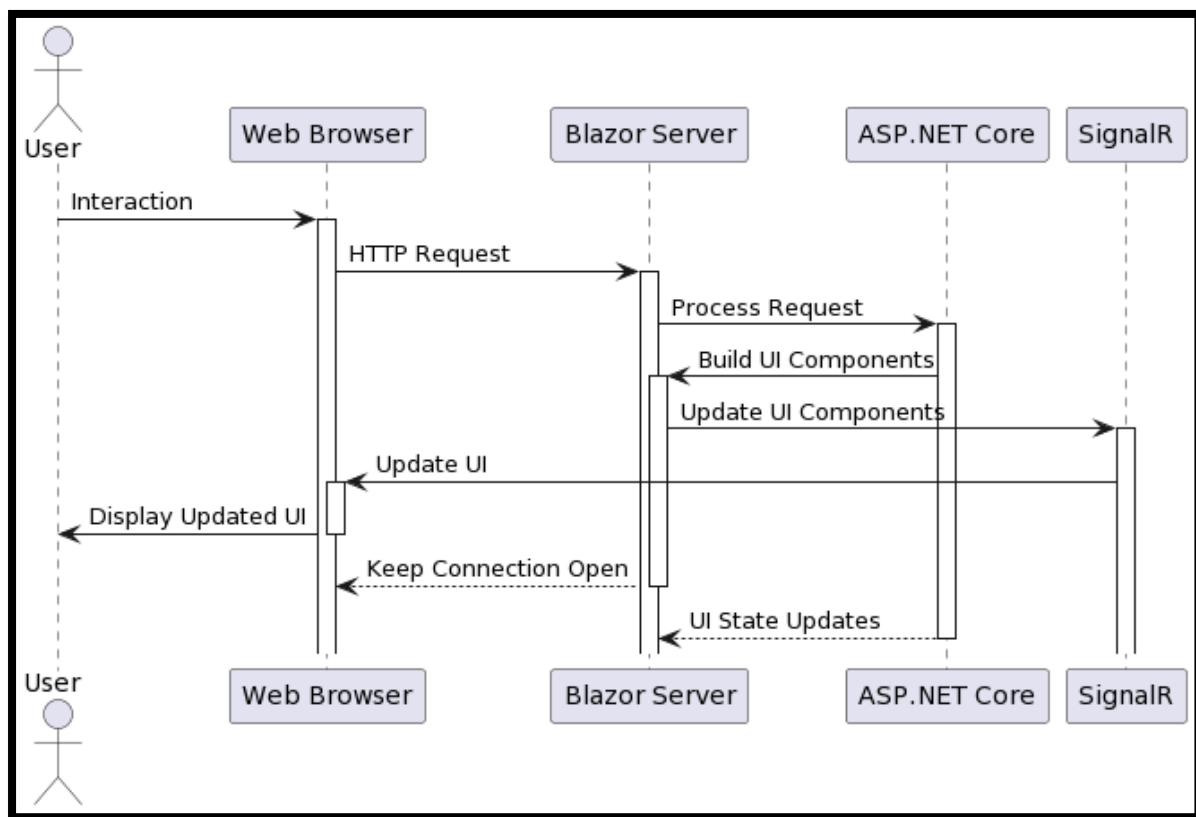 User
Web Browser
Blazor Server
ASP.NET Core
SignalR
Interaction
HTTP Request
Process Request
Build UI Components
Update UI Components
Update UI
Display Updated UI
Keep Connection Open
UI State Updates
User
Web Browser
Blazor Server
ASP.NET Core
SignalR